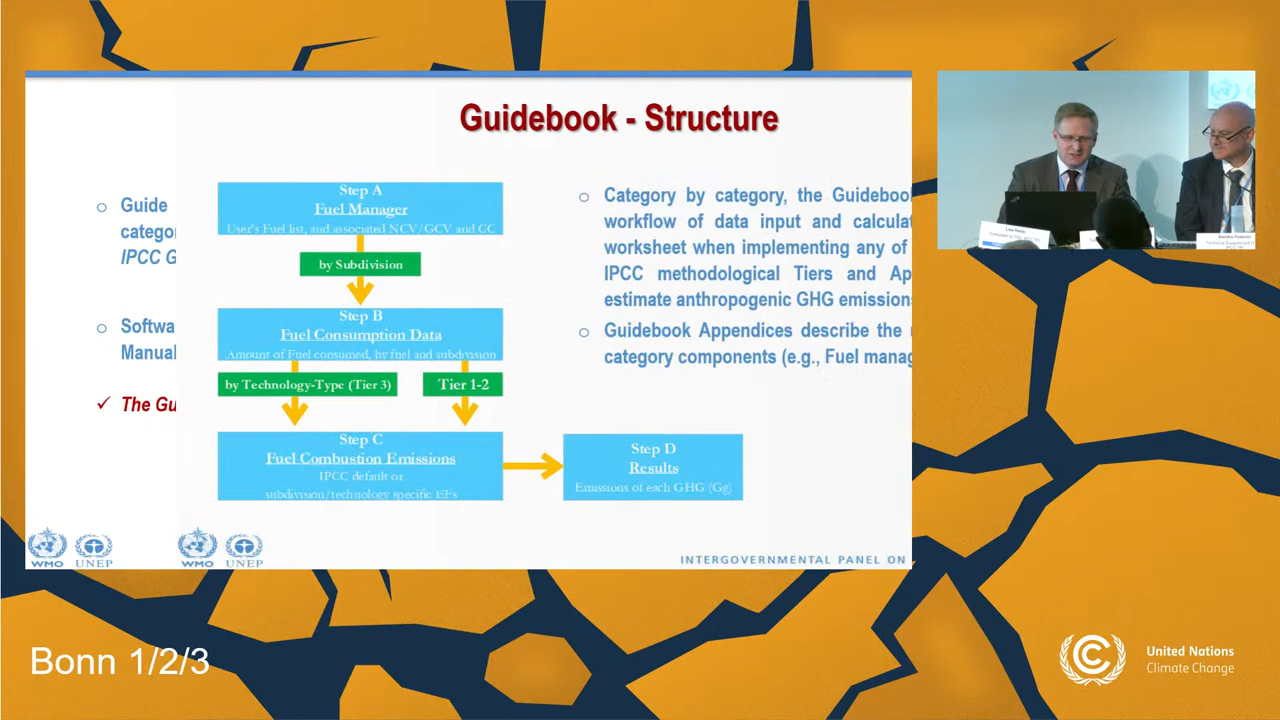 Guidebook - Structure
Guide
categor
IPCC G
Softwa
Manual
The Gu
Step A
Fuel Manager
User's Fuel list, and associated NCV/GCV and CC
by Subdivision
Step B
Fuel Consumption Data
Amount of Fuel consumed, by fuel and subdivision
by Technology-Type (Tier 3)
Tier 1-2
Step C
Fuel Combustion Emissions
IPCC default or
subdivision/technology specific EFs
Step D
Results
Emissions of each GHG (Gg)
Category by category, the Guidebook
workflow of data input and calculat
worksheet when implementing any of
IPCC methodological Tiers and Ap
estimate anthropogenic GHG emissions
Guidebook Appendices describe the
category components (e.g., Fuel manag
WMO UNEP
WMO UNEP
INTERGOVERNMENTAL PANEL ON
Sandro Federici
Bonn 1/2/3
United Nations
Climate Change